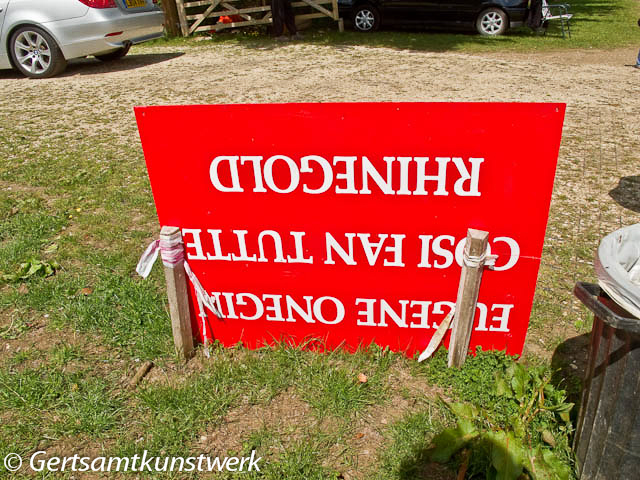 EUGENE ONEGIN
COSI FAN TUTTE
RHINEGOLD
© Gertsamtkunstwerk